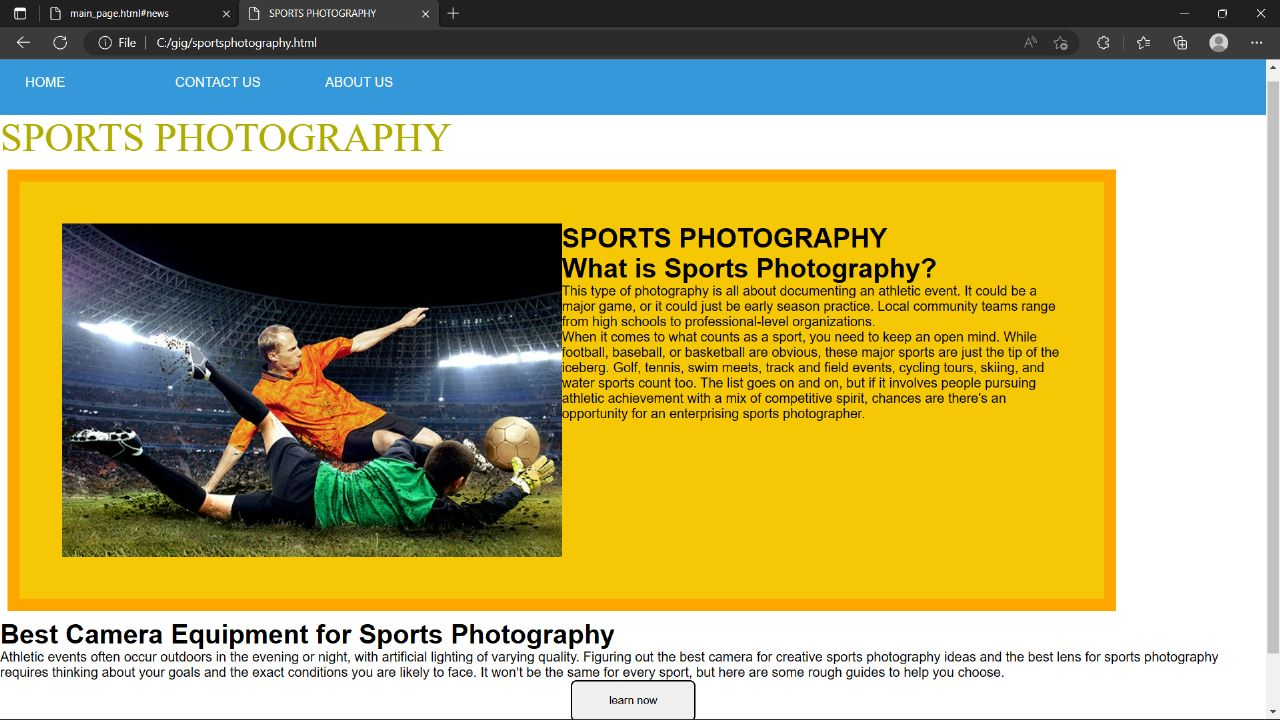 main_page.html#news
SPORTS PHOTOGRAPHY
File
C:/gig/sportsphotography.html
HOME
CONTACT US
ABOUT US
SPORTS PHOTOGRAPHY
SPORTS PHOTOGRAPHY
What is Sports Photography?
This type of photography is all about documenting an athletic event. It could be a
major game, or it could just be early season practice. Local community teams range
from high schools to professional-level organizations.
When it comes to what counts as a sport, you need to keep an open mind. While
football, baseball, or basketball are obvious, these major sports are just the tip of the
iceberg. Golf, tennis, swim meets, track and field events, cycling tours, skiing, and
water sports count too. The list goes on and on, but if it involves people pursuing
athletic achievement with a mix of competitive spirit, chances are there's an
opportunity for an enterprising sports photographer.
Best Camera Equipment for Sports Photography
Athletic events often occur outdoors in the evening or night, with artificial lighting of varying quality. Figuring out the best camera for creative sports photography ideas and the best lens for sports photography
requires thinking about your goals and the exact conditions you are likely to face. It won't be the same for every sport, but here are some rough guides to help you choose.
learn now